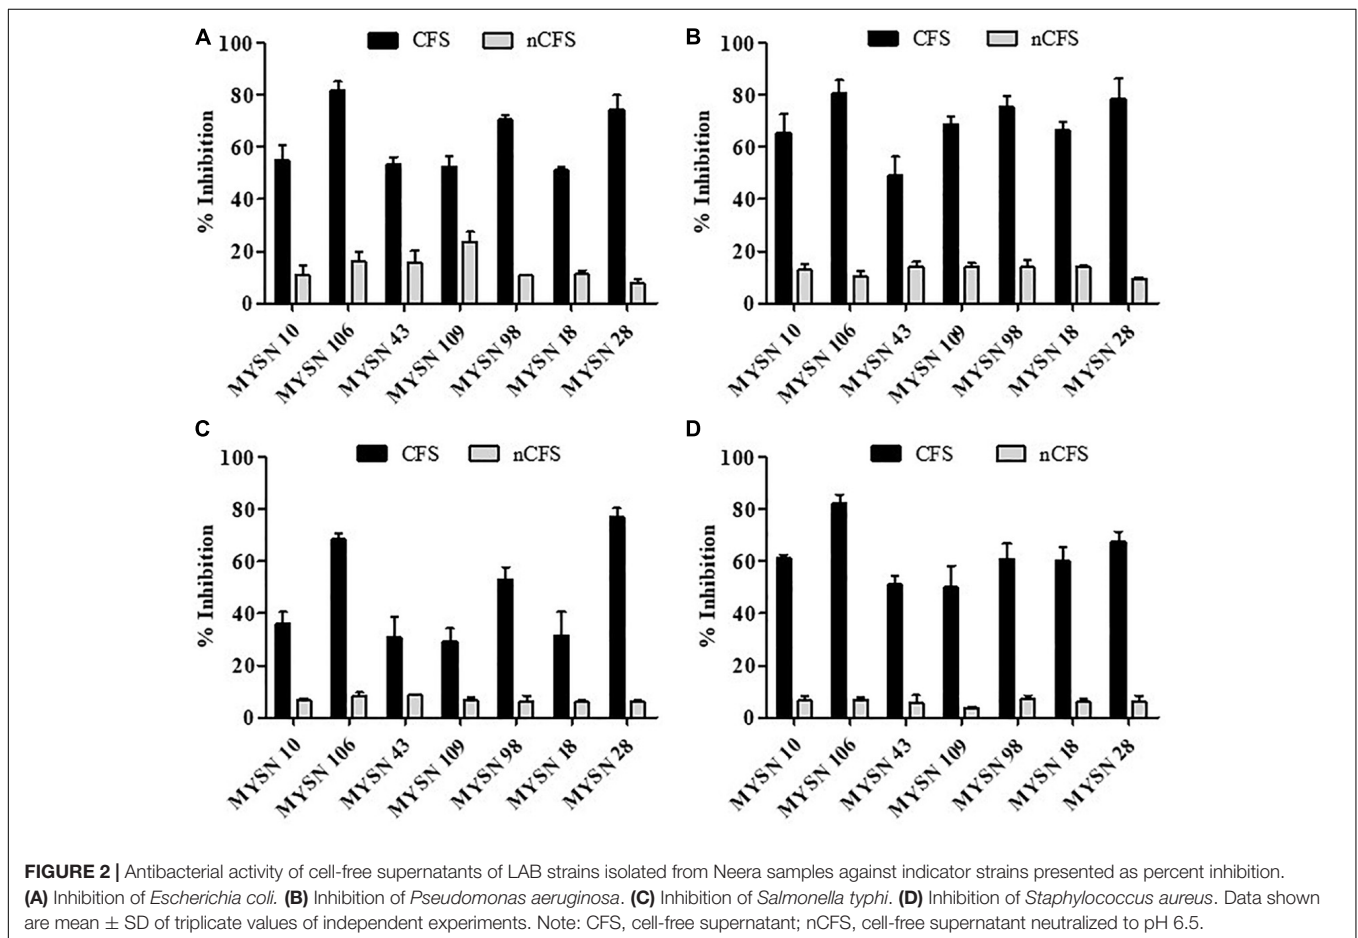 A
CFS nCFS
% Inhibition
100
80
60
40
20
0
MYSN 10 MYSN 106 MYSN 43 MYSN 109 MYSN 98 MYSN 18 MYSN 28
B
CFS nCFS
% Inhibition
100
80
60
40
20
0
MYSN 10 MYSN 106 MYSN 43 MYSN 109 MYSN 98 MYSN 18 MYSN 28
C
CFS nCFS
% Inhibition
100
80
60
40
20
0
MYSN 10 MYSN 106 MYSN 43 MYSN 109 MYSN 98 MYSN 18 MYSN 28
D
CFS nCFS
% Inhibition
100
80
60
40
20
0
MYSN 10 MYSN 106 MYSN 43 MYSN 109 MYSN 98 MYSN 18 MYSN 28
FIGURE 2 | Antibacterial activity of cell-free supernatants of LAB strains isolated from Neera samples against indicator strains presented as percent inhibition.
(A) Inhibition of Escherichia coli. (B) Inhibition of Pseudomonas aeruginosa. (C) Inhibition of Salmonella typhi. (D) Inhibition of Staphylococcus aureus. Data shown
are mean ± SD of triplicate values of independent experiments. Note: CFS, cell-free supernatant; nCFS, cell-free supernatant neutralized to pH 6.5.